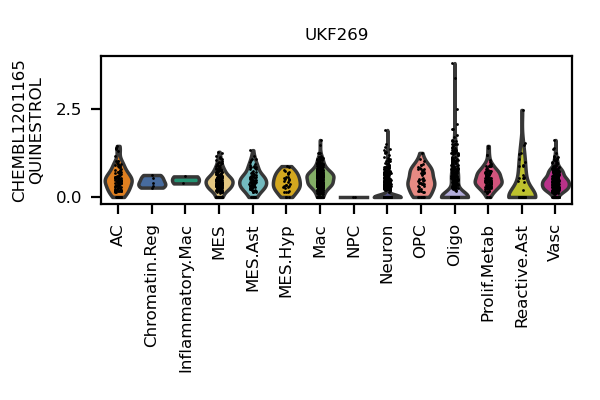 UKF269
CHEMBL1201165
QUINESTROL
2.5
0.0
AC
Chromatin.Reg
Inflammatory.Mac
MES
MES.Ast
MES.Hyp
Mac
NPC
Neuron
OPC
Oligo
Prolif.Metab
Reactive.Ast
Vasc